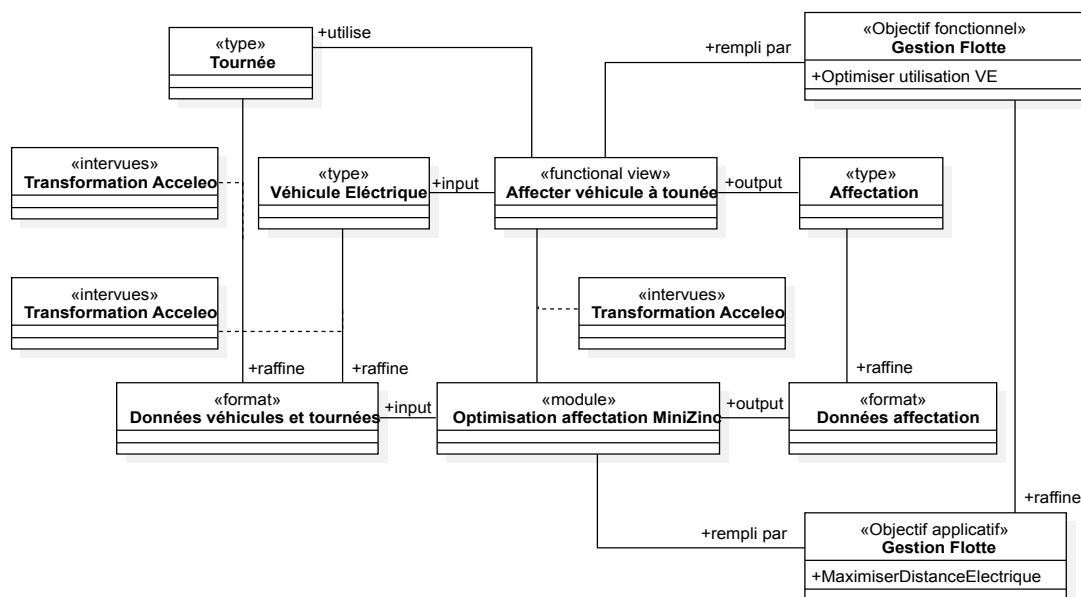 «type»
Tournée
+utilise
+rempli par
«Objectif fonctionnel»
Gestion Flotte
+Optimiser utilisation VE
«intervues»
Transformation Acceleo
«type»
Véhicule Eléctrique
+input
«functional view»
Affecter véhicule à tounée
+output
«type»
Affectation
«intervues»
Transformation Acceleo
«intervues»
Transformation Acceleo
+raffine
+raffine
+raffine
«format»
Données véhicules et tournées
+input
«module»
Optimisation affectation MiniZinc
+output
«format»
Données affectation
+raffine
+rempli par
«Objectif applicatif»
Gestion Flotte
+MaximiserDistanceElectrique